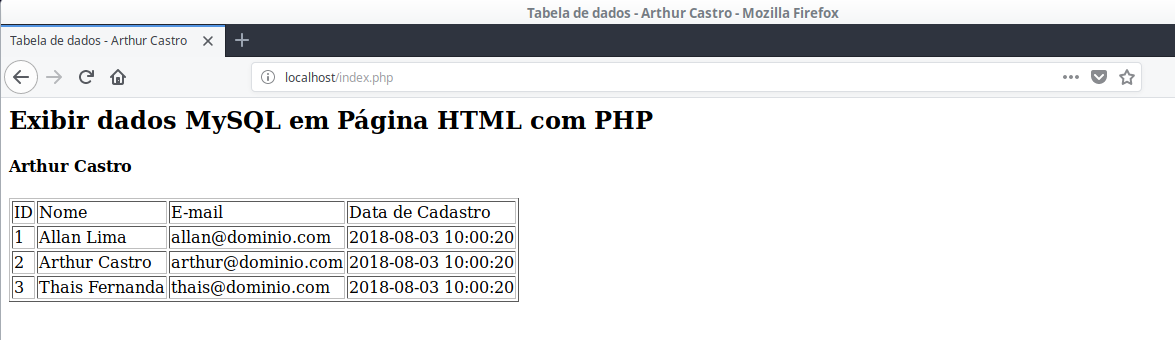 Tabela de dados - Arthur Castro - Mozilla Firefox
Tabela de dados - Arthur Castro
localhost/index.php
Exibir dados MySQL em Página HTML com PHP
Arthur Castro
ID Nome E-mail Data de Cadastro
1 Allan Lima allan@dominio.com 2018-08-03 10:00:20
2 Arthur Castro arthur@dominio.com 2018-08-03 10:00:20
3 Thais Fernanda thais@dominio.com 2018-08-03 10:00:20